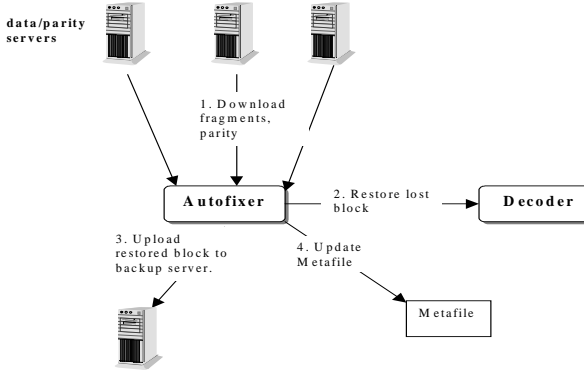 data/parity
servers
1. Download
fragments,
parity
Autofixer
2. Restore lost
block
Decoder
3. Upload
restored block to
backup server.
4. Update
Metafile
Metafile